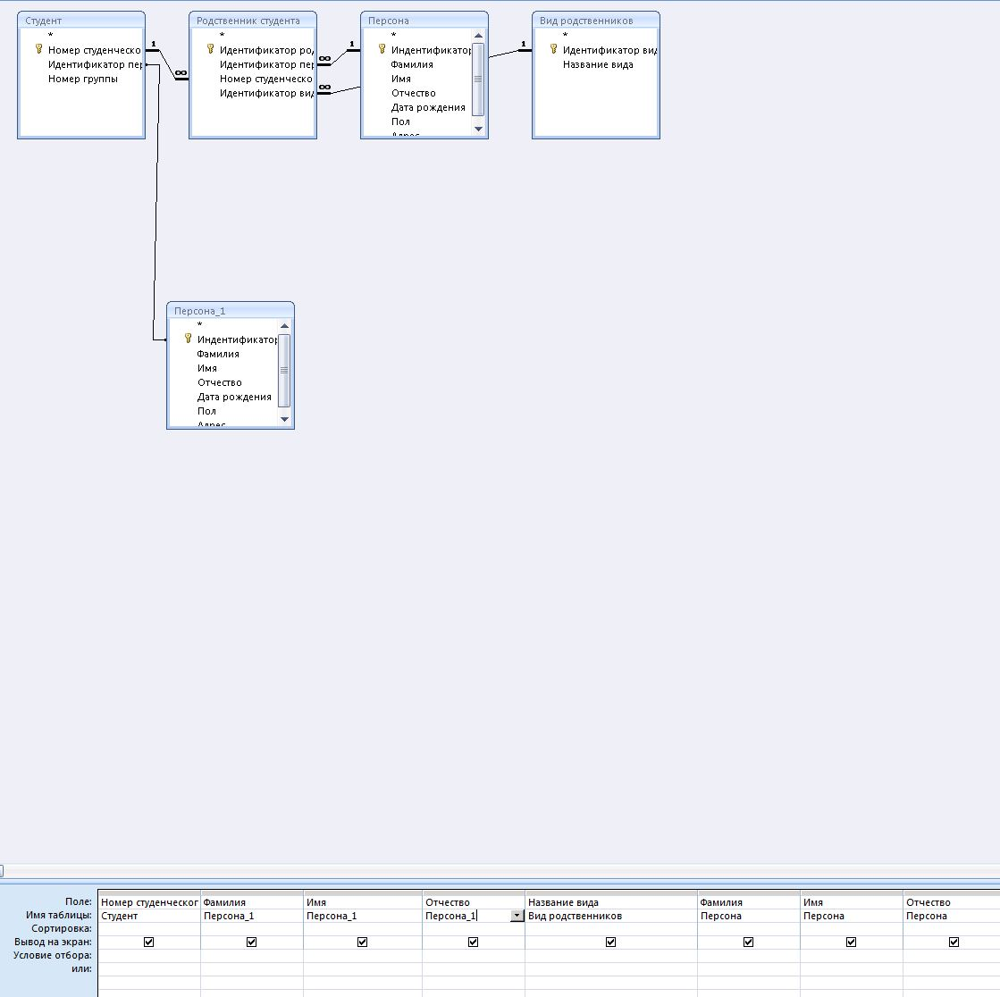 Студент
*
Номер студенческо
Идентификатор пер
Номер группы
Родственник студента
*
Идентификатор род
Идентификатор пер
Номер студенческо
Идентификатор вид
Персона
*
Индентификатор
Фамилия
Имя
Отчество
Дата рождения
Пол
Адрес
Вид родственников
*
Идентификатор вид
Название вида
1
∞
1
∞
∞
1
Персона_1
*
Индентификатор
Фамилия
Имя
Отчество
Дата рождения
Пол
Адрес
Поле: Номер студенческог Фамилия Имя Отчество Название вида Фамилия Имя Отчество
Имя таблицы: Студент Персона_1 Персона_1 Персона_1 Вид родственников Персона Персона Персона
Сортировка:
Вывод на экран:
Условие отбора:
или: